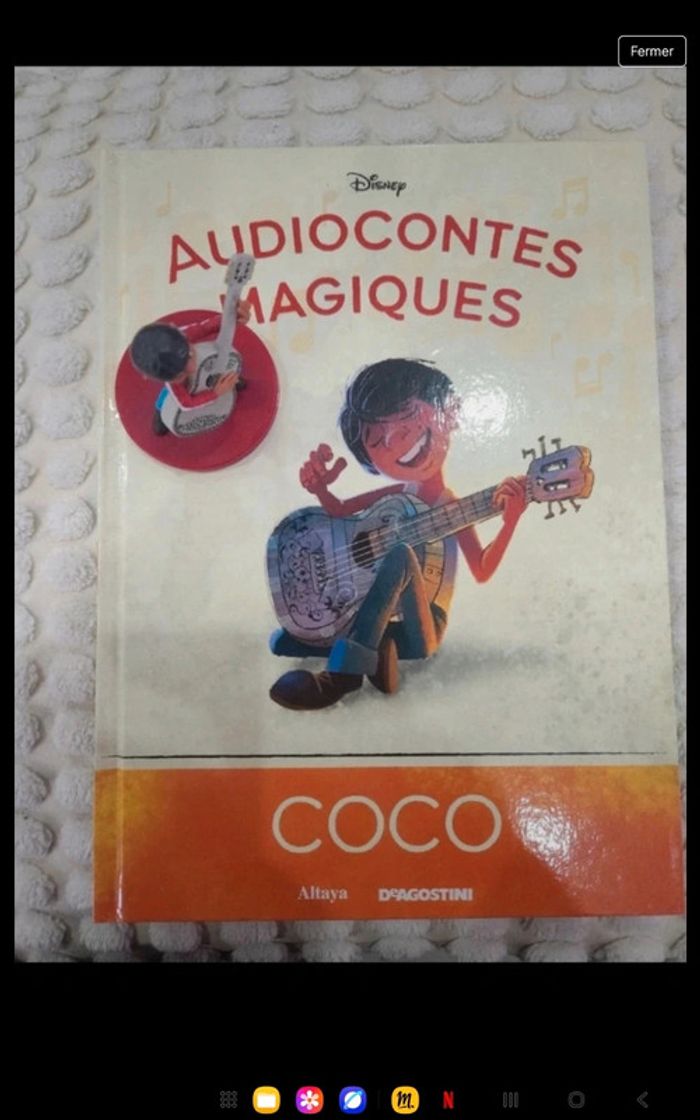 Fermer
Disney
AUDIOCONTES
MAGIQUES
COCO
Altaya DeAGOSTINI